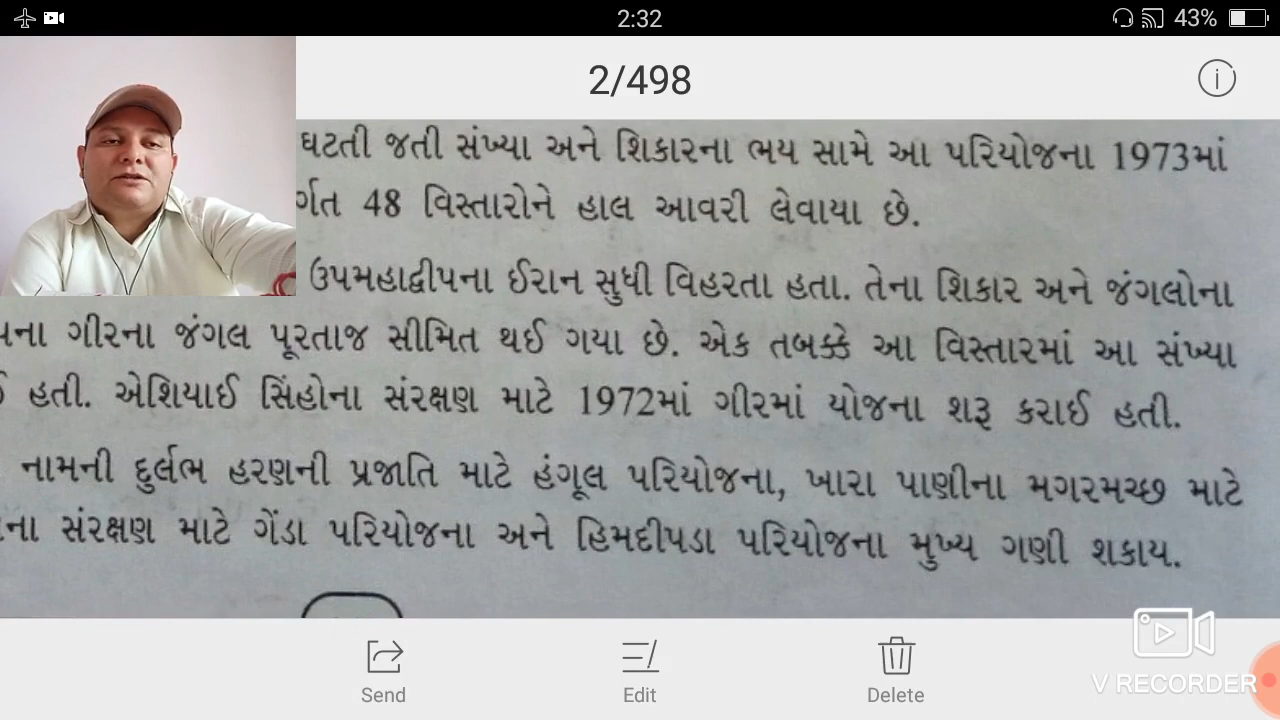 2:32
43%
2/498
ઘટતી જતી સંખ્યા અને શિકારના ભય સામે આ પરિયોજના 1973માં
48 વિસ્તારોને હાલ આવરી લેવાયા છે.
ઉપમહાદ્વીપના ઈરાન સુધી વિહરતા હતા. તેના શિકાર અને જંગલોના
ગીરના જંગલ પૂરતાજ સીમિત થઈ ગયા છે. એક તબક્કે આ વિસ્તારમાં આ સંખ્યા
હતી. એશિયાઈ સિંહોના સંરક્ષણ માટે 1972માં ગીરમાં યોજના શરૂ કરાઈ હતી.
નામની દુર્લભ હરણની પ્રજાતિ માટે હંગૂલ પરિયોજના, ખારા પાણીના મગરમચ્છ માટે
સંરક્ષણ માટે ગેંડા પરિયોજના અને હિમદીપડા પરિયોજના મુખ્ય ગણી શકાય.
Send Edit Delete
V RECORDER